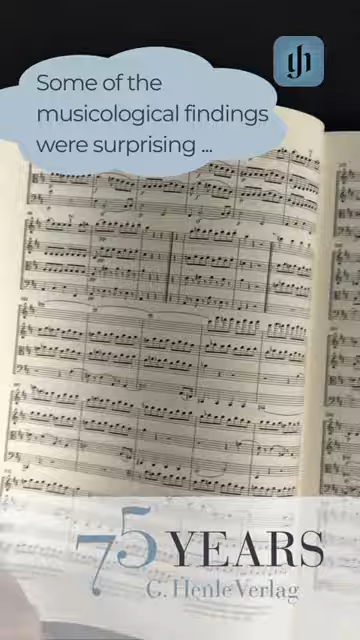 Some of the
musicological findings
were surprising ...
75 YEARS
G. Henle Verlag